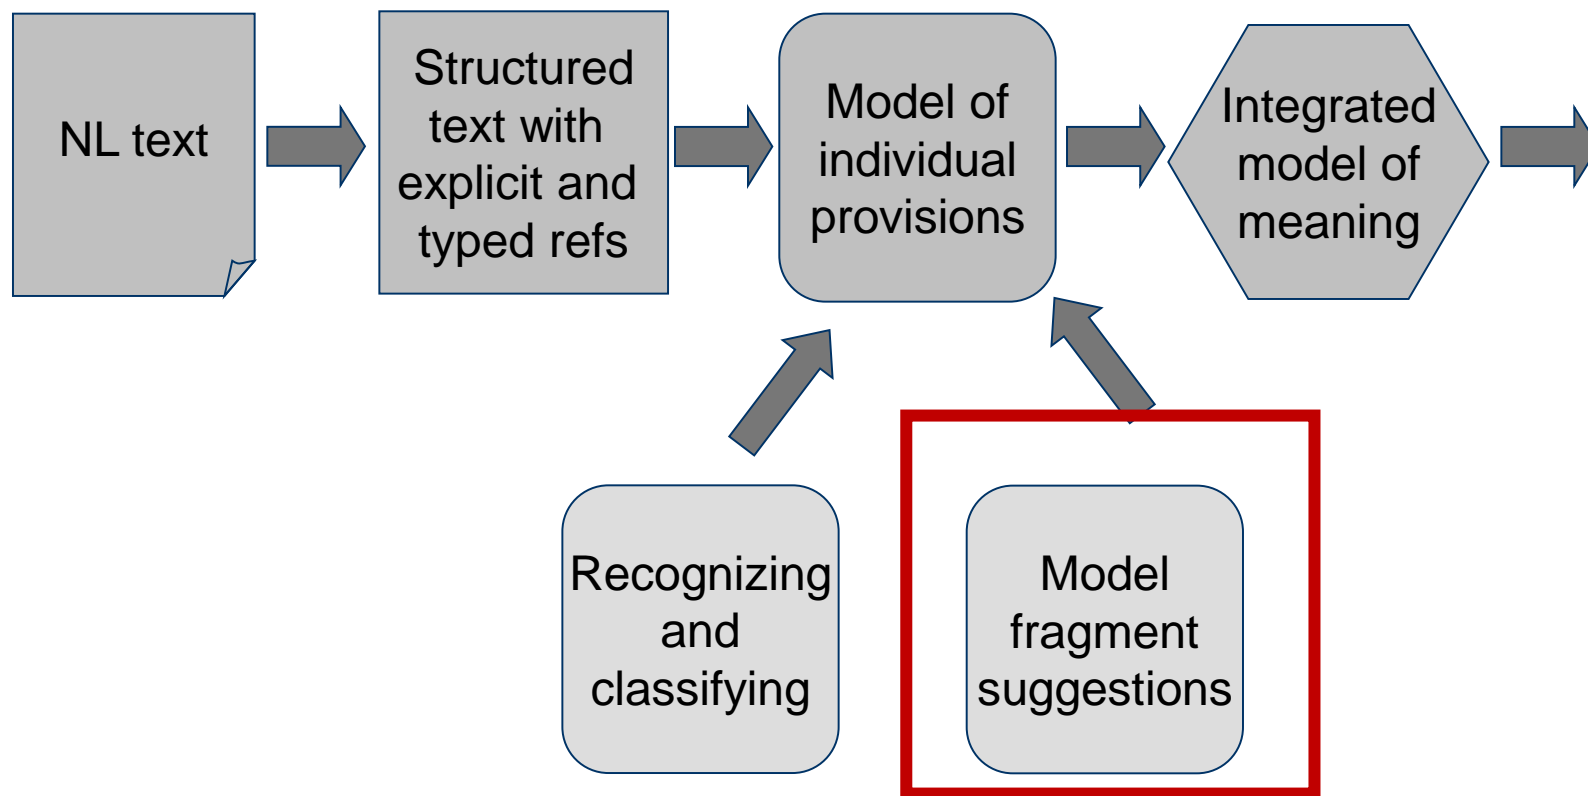 NL text
Structured
text with
explicit and
typed refs
Model of
individual
provisions
Integrated
model of
meaning
Recognizing
and
classifying
Model
fragment
suggestions